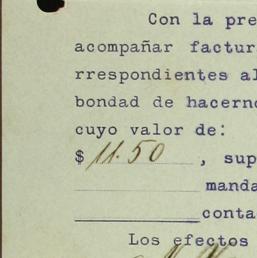 Con la pre
acompañar factur
rrespondientes al
bondad de hacerno
cuyo valor de:
$ 11.50 , sup
manda
conta
Los efectos